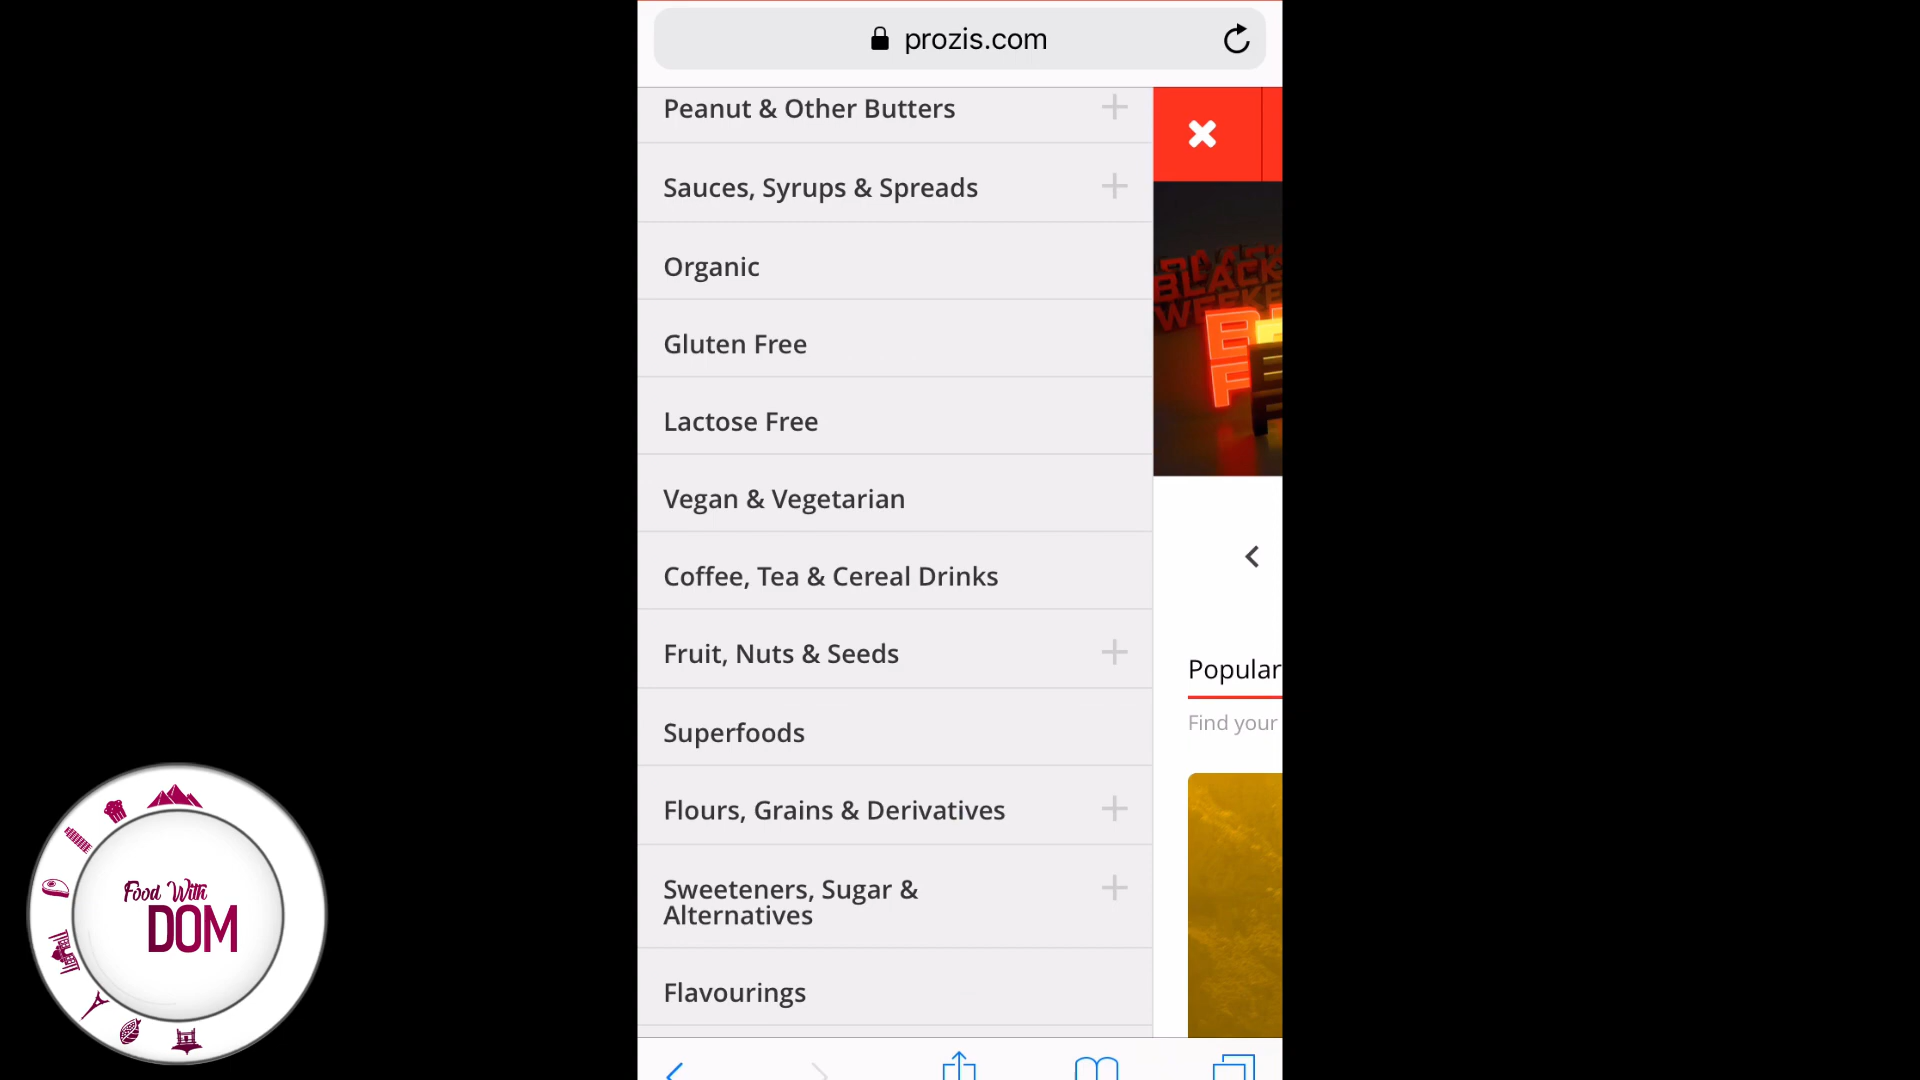 prozis.com
Peanut & Other Butters
Sauces, Syrups & Spreads
Organic
Gluten Free
Lactose Free
Vegan & Vegetarian
Coffee, Tea & Cereal Drinks
Fruit, Nuts & Seeds
Superfoods
Flours, Grains & Derivatives
Sweeteners, Sugar &
Alternatives
Flavourings
BLACK
Popular
Find your
Food With
DOM